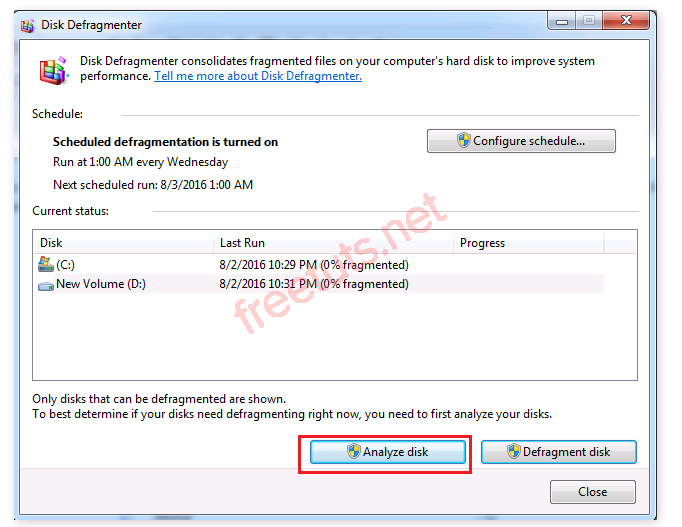 Disk Defragmenter
Disk Defragmenter consolidates fragmented files on your computer's hard disk to improve system
performance. Tell me more about Disk Defragmenter.
Schedule:
Scheduled defragmentation is turned on
Configure schedule...
Run at 1:00 AM every Wednesday
Next scheduled run: 8/3/2016 1:00 AM
Current status:
Disk Last Run Progress
(C:) 8/2/2016 10:29 PM (0% fragmented)
New Volume (D:) 8/2/2016 10:31 PM (0% fragmented)
freetuts.net
Only disks that can be defragmented are shown.
To best determine if your disks need defragmenting right now, you need to first analyze your disks.
Analyze disk Defragment disk
Close